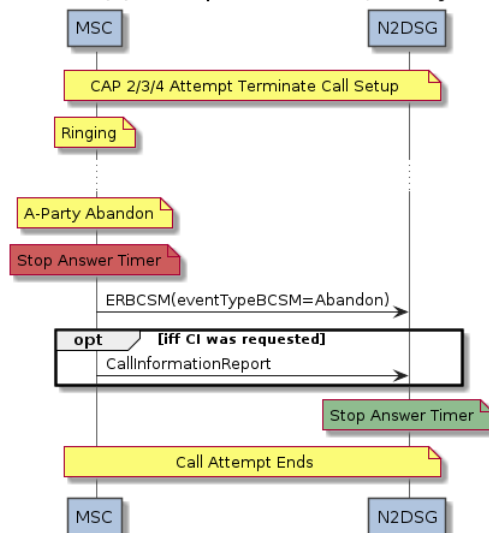 MSC N2DSG
CAP 2/3/4 Attempt Terminate Call Setup
Ringing
A-Party Abandon
Stop Answer Timer
ERBCSM(eventTypeBCSM=Abandon)
opt [iff CI was requested]
CallInformationReport
Stop Answer Timer
Call Attempt Ends
MSC N2DSG